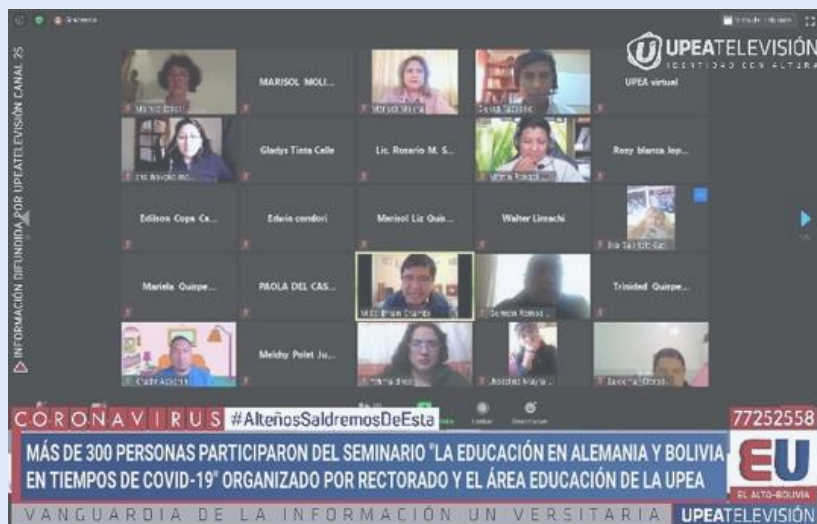 UPEATELEVISIÓN
IDENTIDAD CON ALTURA
INFORMACIÓN DIFUNDIDA POR UPEATELEVISIÓN CANAL 25
MARISOL MOLI...
UPEA virtual
Gladys Tinta Calle
Lic. Rosario M. S...
Rosy blanca lop...
Edilson Copa Ca...
Edwin condori
Marisol Liz Quin...
Walter Limachi
Mariela Quispe...
PAOLA DEL CAS...
Trinidad Quispe...
Melchy Polet Ju...
CORONAVIRUS #AlteñosSaldremosDeEsta 77252558
MÁS DE 300 PERSONAS PARTICIPARON DEL SEMINARIO "LA EDUCACIÓN EN ALEMANIA Y BOLIVIA
EN TIEMPOS DE COVID-19" ORGANIZADO POR RECTORADO Y EL ÁREA EDUCACIÓN DE LA UPEA
EU
EL ALTO-BOLIVIA
VANGUARDIA DE LA INFORMACIÓN UNIVERSITARIA UPEATELEVISIÓN